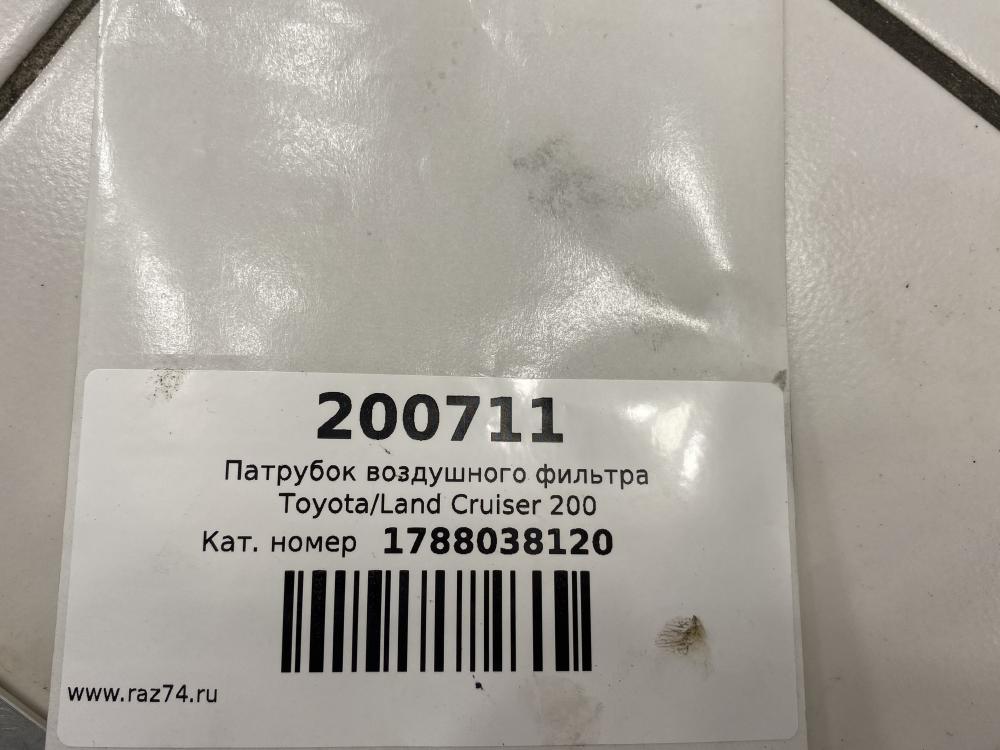 200711
Патрубок воздушного фильтра
Toyota/Land Cruiser 200
Кат. номер 1788038120
www.raz74.ru